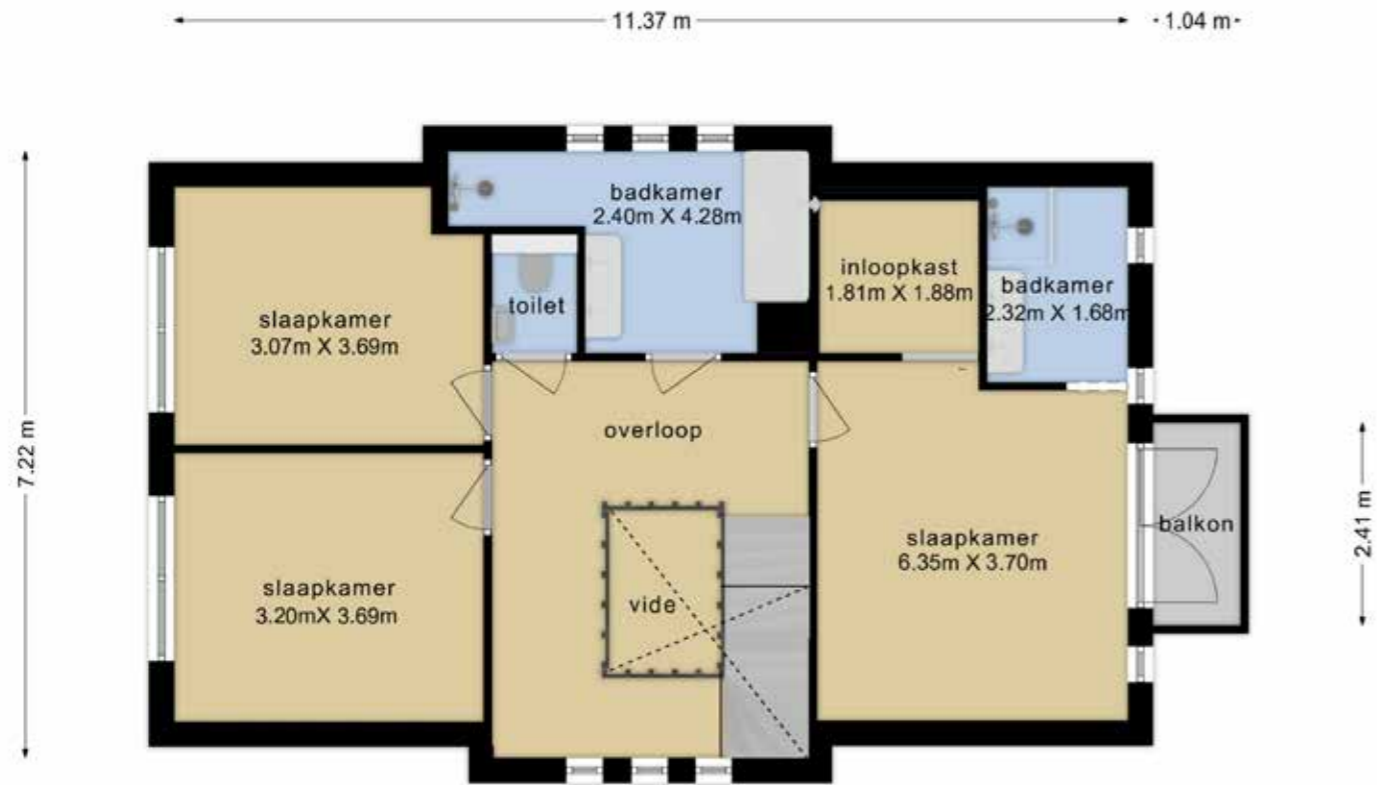 11.37 m
1.04 m
badkamer
2.40m X 4.28m
inloopkast
1.81m X 1.88m
badkamer
2.32m X 1.68m
toilet
slaapkamer
3.07m X 3.69m
overloop
7.22 m
2.41 m
balkon
slaapkamer
6.35m X 3.70m
slaapkamer
3.20mX 3.69m
vide